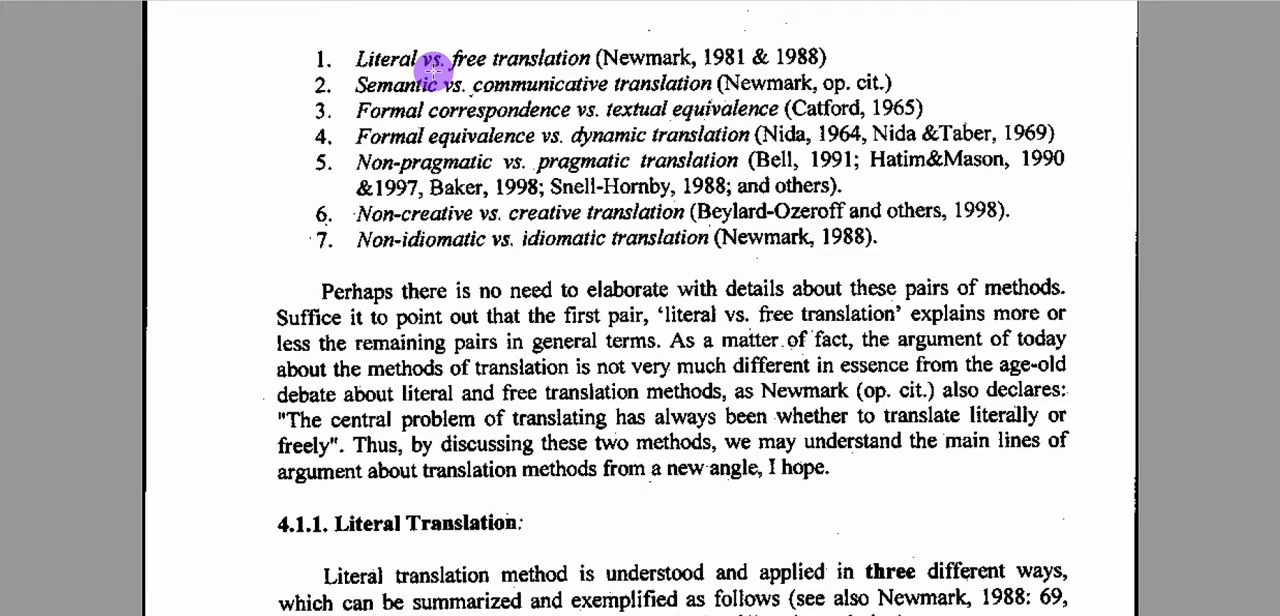 1. Literal vs. free translation (Newmark, 1981 & 1988)
2. Semantic vs. communicative translation (Newmark, op. cit.)
3. Formal correspondence vs. textual equivalence (Catford, 1965)
4. Formal equivalence vs. dynamic translation (Nida, 1964, Nida &Taber, 1969)
5. Non-pragmatic vs. pragmatic translation (Bell, 1991; Hatim&Mason, 1990
&1997, Baker, 1998; Snell-Hornby, 1988; and others).
6. Non-creative vs. creative translation (Beylard-Ozeroff and others, 1998).
7. Non-idiomatic vs. idiomatic translation (Newmark, 1988).
Perhaps there is no need to elaborate with details about these pairs of methods.
Suffice it to point out that the first pair, ‘literal vs. free translation’ explains more or
less the remaining pairs in general terms. As a matter of fact, the argument of today
about the methods of translation is not very much different in essence from the age-old
debate about literal and free translation methods, as Newmark (op. cit.) also declares:
"The central problem of translating has always been whether to translate literally or
freely". Thus, by discussing these two methods, we may understand the main lines of
argument about translation methods from a new angle, I hope.
4.1.1. Literal Translation:
Literal translation method is understood and applied in three different ways,
which can be summarized and exemplified as follows (see also Newmark, 1988: 69,